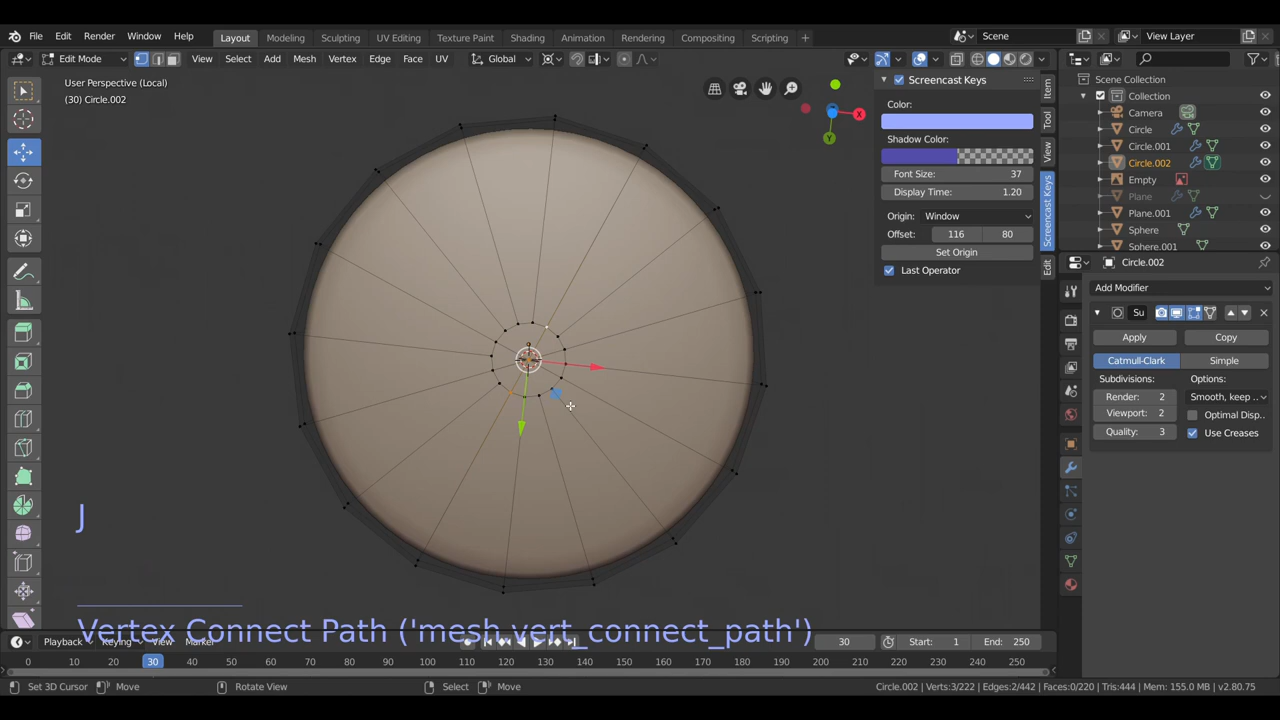 File Edit Render Window Help Layout Modeling Sculpting UV Editing Texture Paint Shading Animation Rendering Compositing Scripting + Scene View Layer
Edit Mode View Select Add Mesh Vertex Edge Face UV Global
User Perspective (Local)
(30) Circle.002
X
Y
Screencast Keys
Color:
Shadow Color:
Font Size: 37
Display Time: 1.20
Origin: Window
Offset: 116 80
Set Origin
Last Operator
Item
Tool
View
Screencast Keys
Edit
Scene Collection
Collection
Camera
Circle
Circle.001
Circle.002
Empty
Plane
Plane.001
Sphere
Sphere.001
Circle.002
Add Modifier
Su
Apply Copy
Catmull-Clark Simple
Subdivisions: Options:
Render: 2 Smooth, keep ..
Viewport: 2 Optimal Disp..
Quality: 3 Use Creases
J
Vertex Connect Path ('mesh.vert_connect_path')
Playback Keying View Marker 30 Start: 1 End: 250
0 10 20 30 40 50 60 70 80 90 100 110 120 130 140 150 160 170 180 190 200 210 220 230 240 250
Set 3D Cursor Move Rotate View Select Move Circle.002 | Verts:3/222 | Edges:2/442 | Faces:0/220 | Tris:444 | Mem: 155.0 MB | v2.80.75